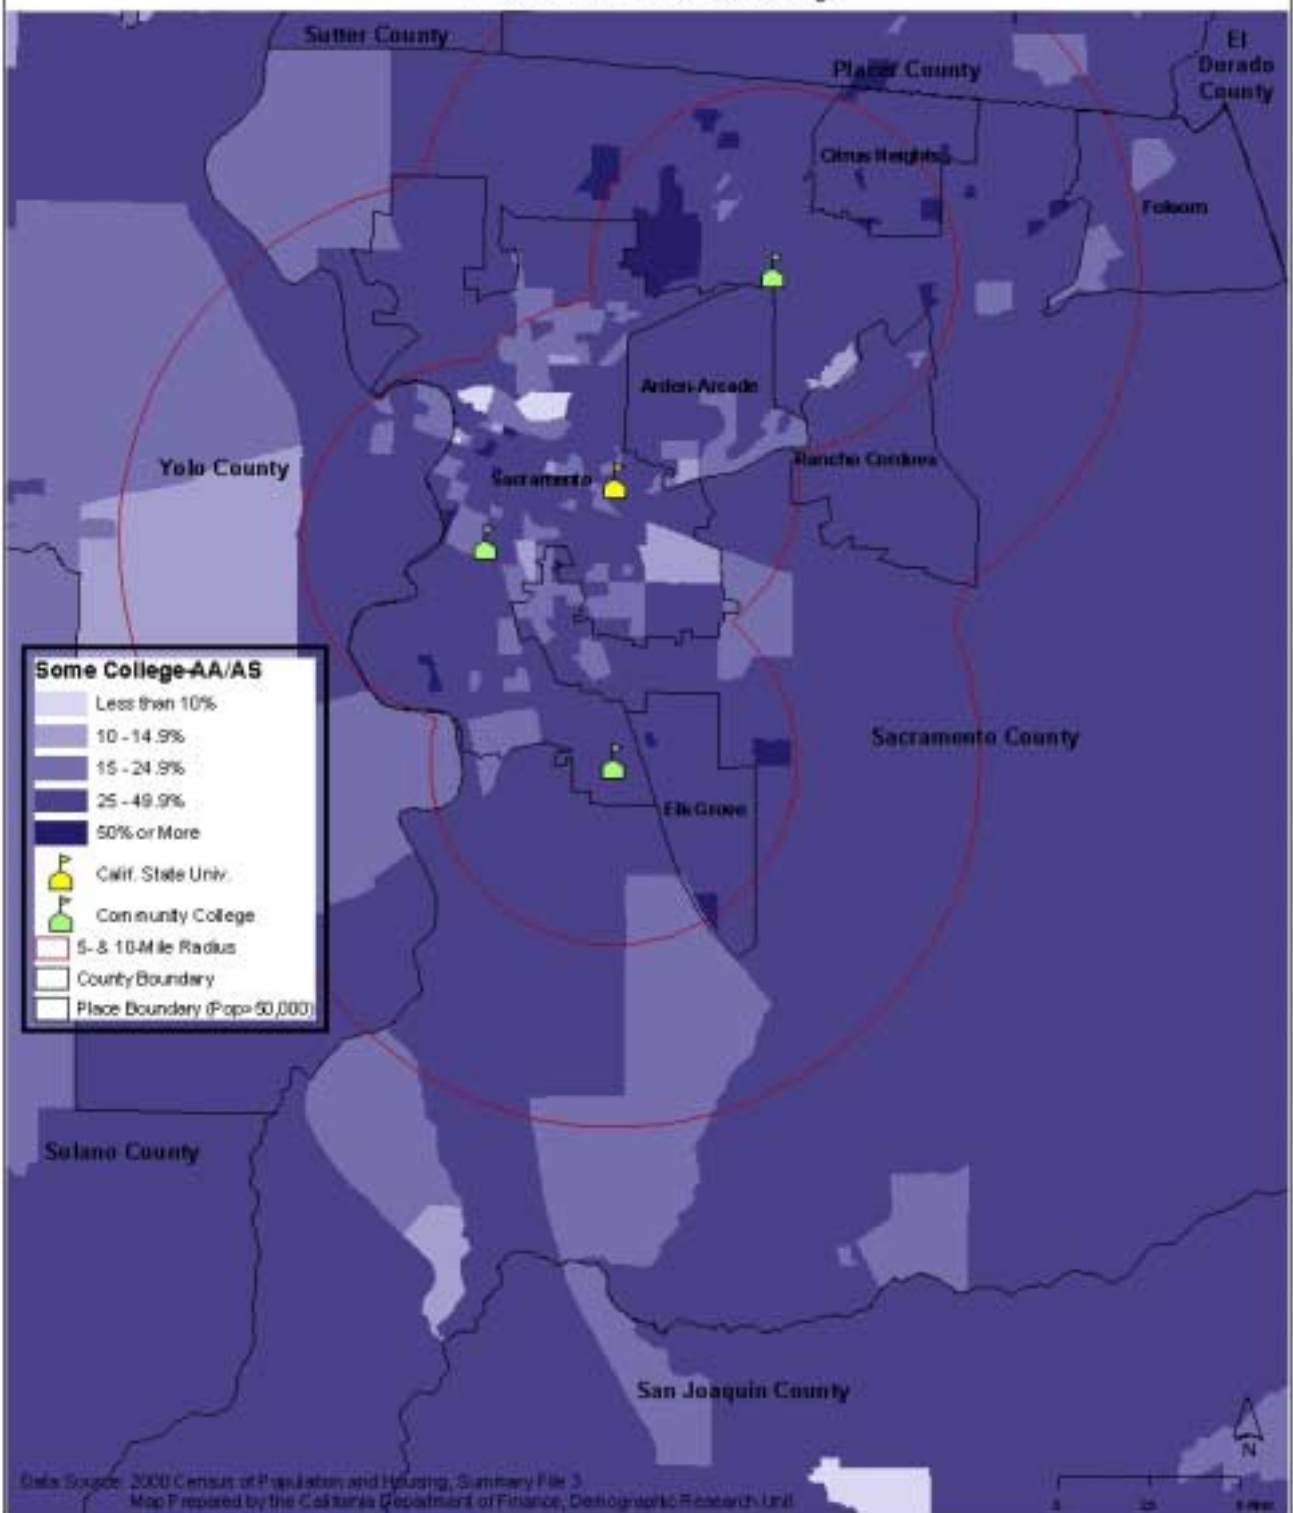 Sutter County
El
Dorado
County
Placer County
Citrus Heights
Folsom
Arden-Arcade
Yolo County
Rancho Cordova
Sacramento
Some College-AA/AS
Less than 10%
10 - 14.9%
15 - 24.9%
25 - 49.9%
50% or More
Calif. State Univ.
Community College
5- & 10-Mile Radius
County Boundary
Place Boundary (Pop>50,000)
Sacramento County
Elk Grove
Solano County
San Joaquin County
N
Data Source: 2000 Census of Population and Housing, Summary File 3
Map Prepared by the California Department of Finance, Demographic Research Unit